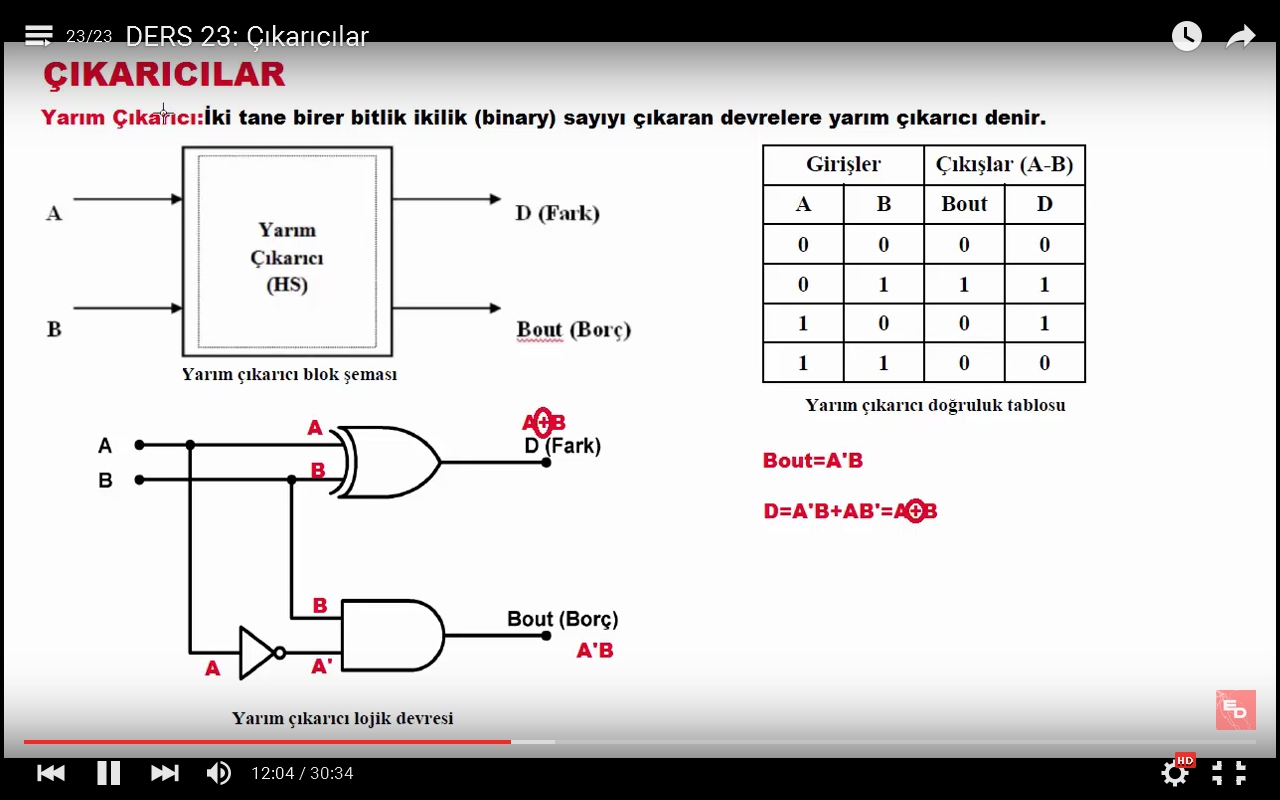 23/23 DERS 23: Çıkarıcılar
ÇIKARICILAR
Yarım Çıkarıcı:İki tane birer bitlik ikilik (binary) sayıyı çıkaran devrelere yarım çıkarıcı denir.
A
B
Yarım
Çıkarıcı
(HS)
D (Fark)
Bout (Borç)
Yarım çıkarıcı blok şeması
Girişler Çıkışlar (A-B)
A B Bout D
0 0 0 0
0 1 1 1
1 0 0 1
1 1 0 0
Yarım çıkarıcı doğruluk tablosu
A A A⊕B
D (Fark)
B B
B Bout (Borç)
A'B
A A'
Yarım çıkarıcı lojik devresi
Bout=A'B
D=A'B+AB'=A⊕B
ED
12:04 / 30:34
HD